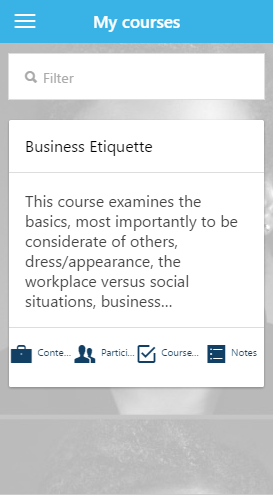 My courses
Filter
Business Etiquette
This course examines the
basics, most importantly to be
considerate of others,
dress/appearance, the
workplace versus social
situations, business...
Conte... Partici... Course... Notes